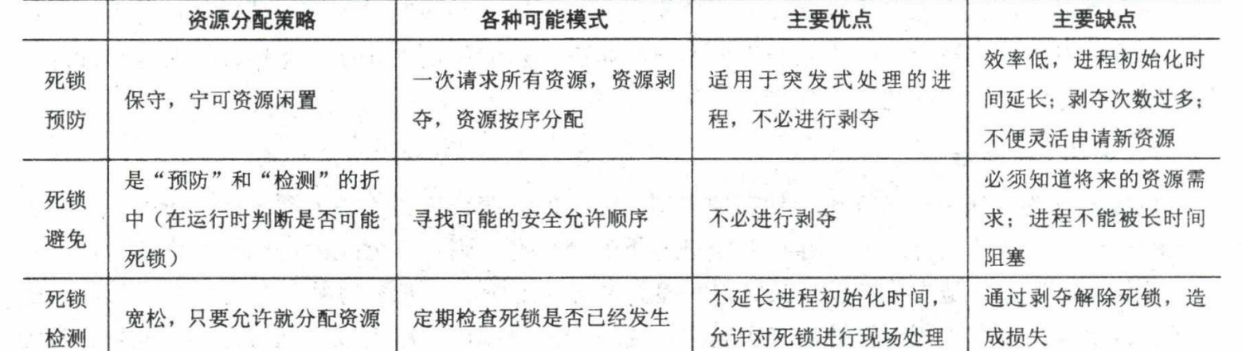 资源分配策略 各种可能模式 主要优点 主要缺点
死锁
预防
保守，宁可资源闲置
一次请求所有资源，资源剥
夺，资源按序分配
适用于突发式处理的进
程，不必进行剥夺
效率低，进程初始化时
间延长；剥夺次数过多；
不便灵活申请新资源
死锁
避免
是“预防”和“检测”的折
中（在运行时判断是否可能
死锁）
寻找可能的安全允许顺序
不必进行剥夺
必须知道将来的资源需
求；进程不能被长时间
阻塞
死锁
检测
宽松，只要允许就分配资源
定期检查死锁是否已经发生
不延长进程初始化时间，
允许对死锁进行现场处理
通过剥夺解除死锁，造
成损失